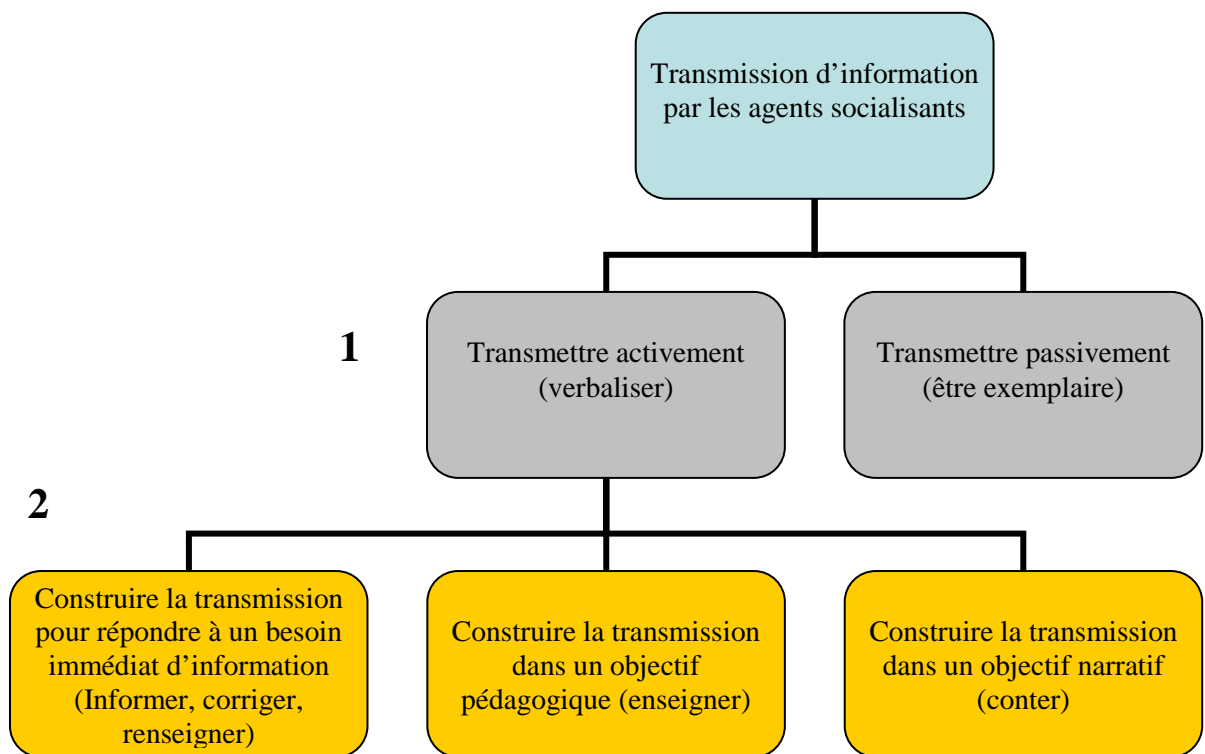 Transmission d’information
par les agents socialisants
1
Transmettre activement
(verbaliser)
Transmettre passivement
(être exemplaire)
2
Construire la transmission
pour répondre à un besoin
immédiat d’information
(Informer, corriger,
renseigner)
Construire la transmission
dans un objectif
pédagogique (enseigner)
Construire la transmission
dans un objectif narratif
(conter)